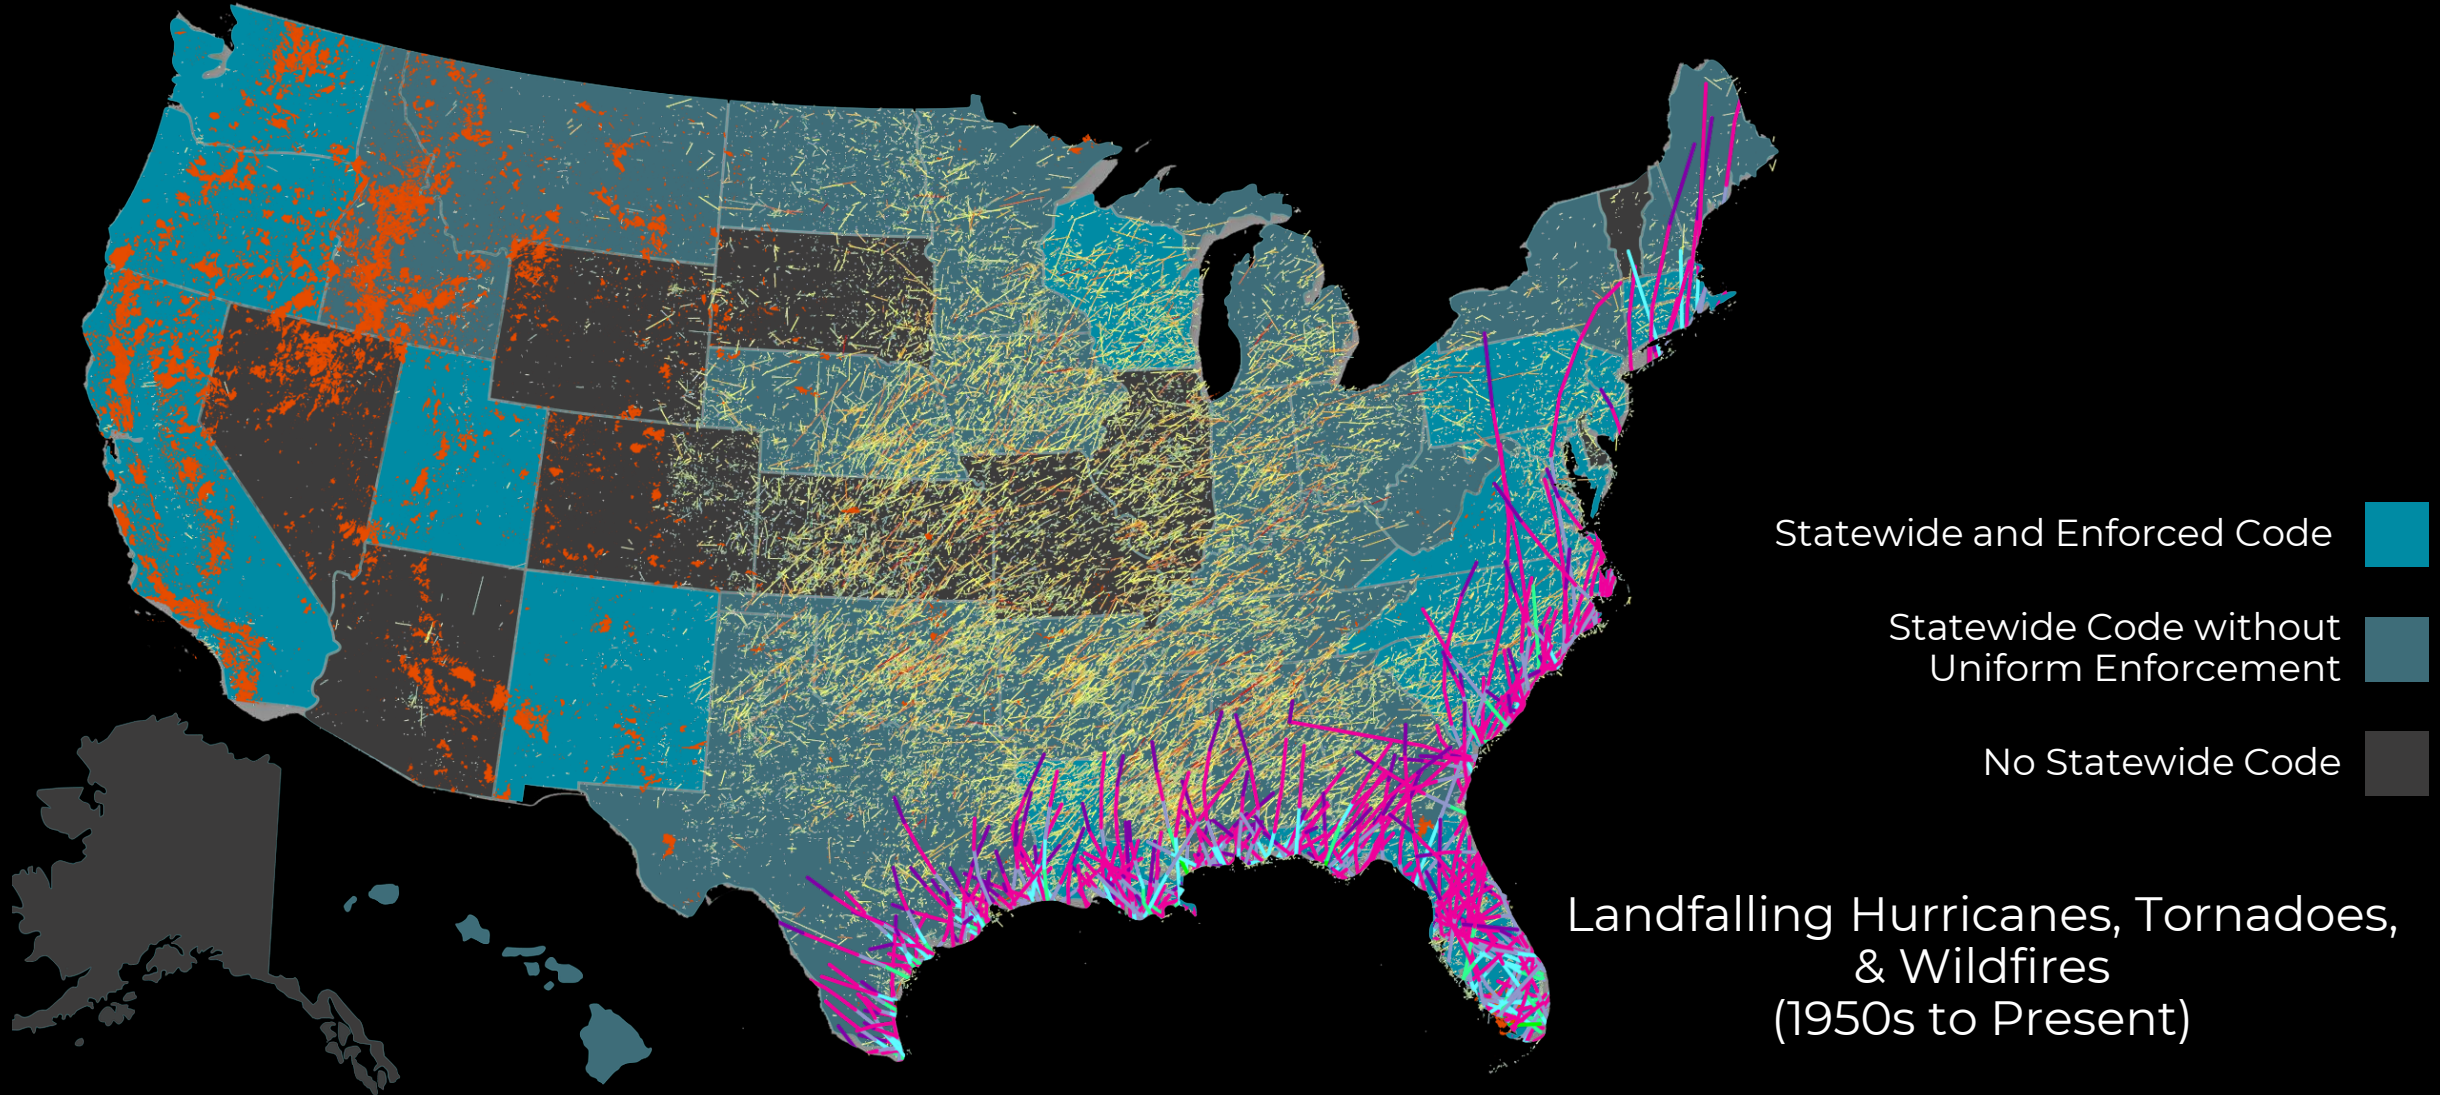 Statewide and Enforced Code
Statewide Code without
Uniform Enforcement
No Statewide Code
Landfalling Hurricanes, Tornadoes,
& Wildfires
(1950s to Present)